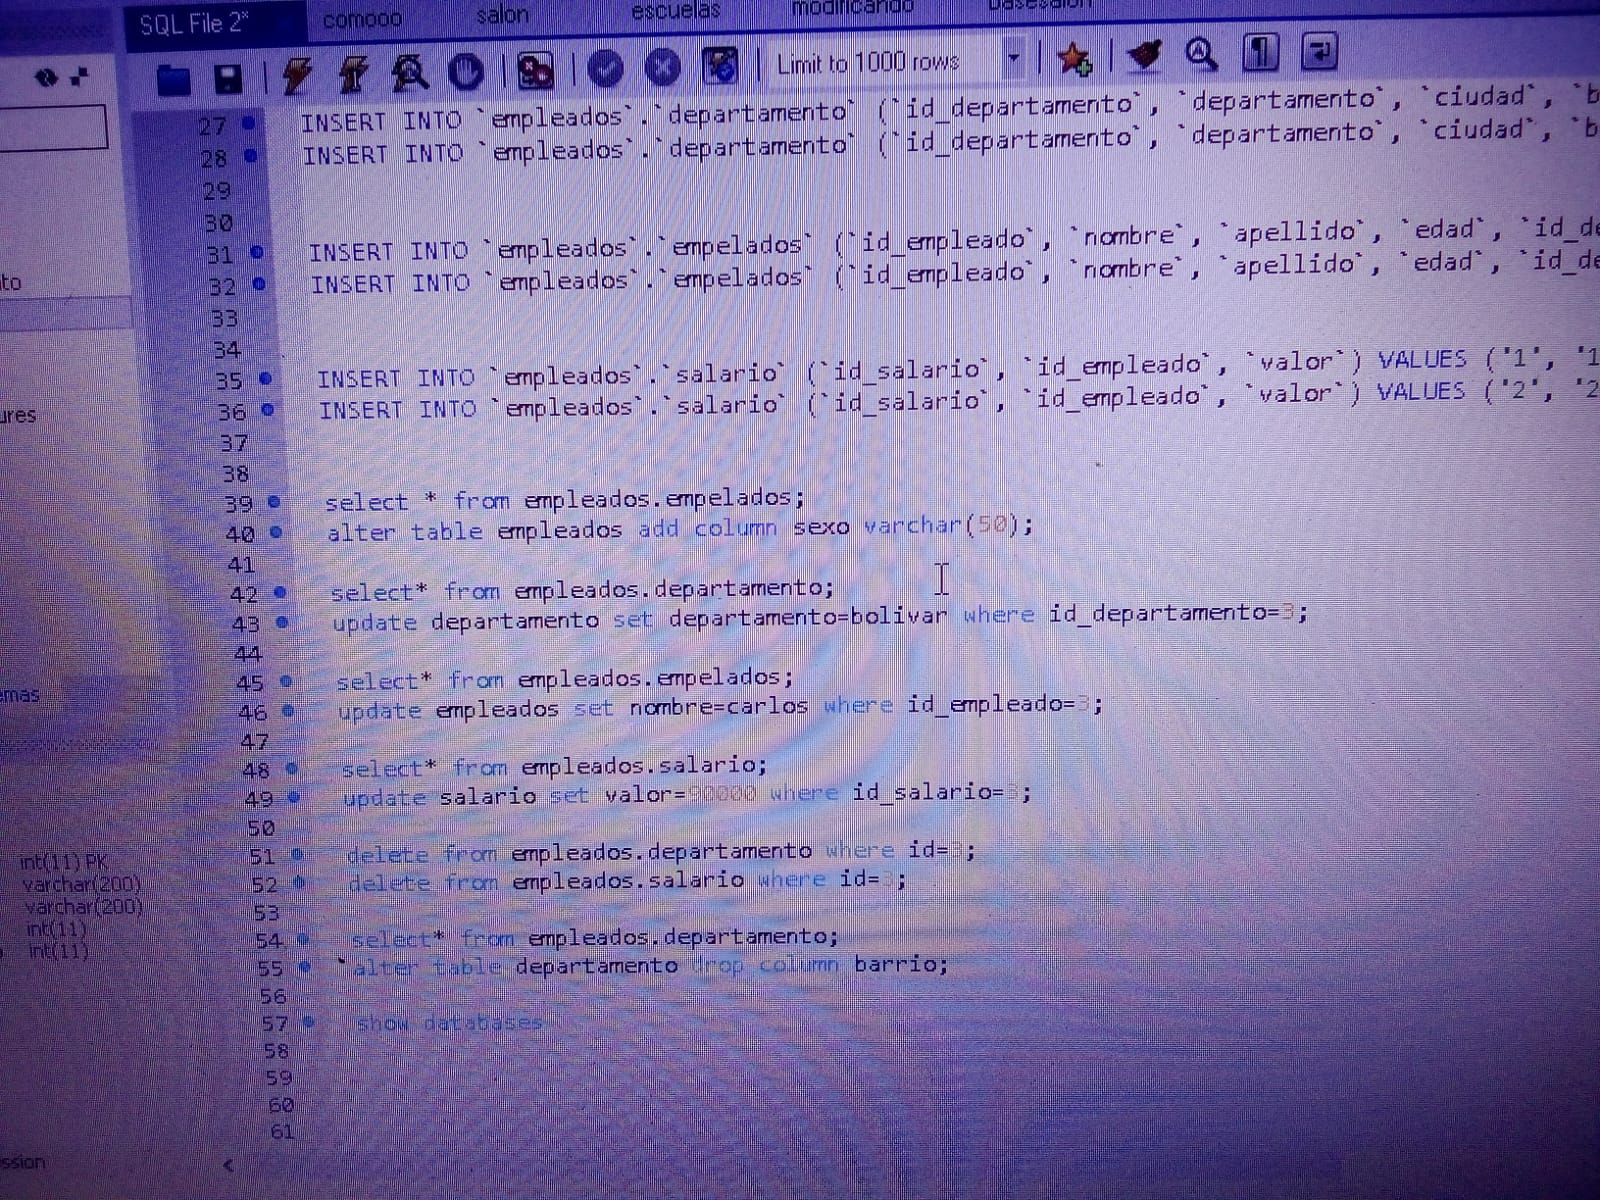 SQL File 2*
comooo
salon
escuelas
modificando
Limit to 1000 rows
27 INSERT INTO `empleados`.`departamento` (`id_departamento`, `departamento`, `ciudad`, `b
28 INSERT INTO `empleados`.`departamento` (`id_departamento`, `departamento`, `ciudad`, `b
29
30
31 INSERT INTO `empleados`.`empelados` (`id_empleado`, `nombre`, `apellido`, `edad`, `id_de
32 INSERT INTO `empleados`.`empelados` (`id_empleado`, `nombre`, `apellido`, `edad`, `id_de
33
34
35 INSERT INTO `empleados`.`salario` (`id_salario`, `id_empleado`, `valor`) VALUES ('1', '1
36 INSERT INTO `empleados`.`salario` (`id_salario`, `id_empleado`, `valor`) VALUES ('2', '2
37
38
39 select * from empleados.empelados;
40 alter table empleados add column sexo varchar(50);
41
42 select* from empleados.departamento;
43 update departamento set departamento=bolivar where id_departamento=3;
44
45 select* from empleados.empelados;
46 update empleados set nombre=carlos where id_empleado=3;
47
48 select* from empleados.salario;
49 update salario set valor=90000 where id_salario=3;
50
51 delete from empleados.departamento where id=3;
52 delete from empleados.salario where id=3;
53
54 select* from empleados.departamento;
55 `alter table departamento drop column barrio;
56
57 show databases
58
59
60
61
to
ures
emas
int(11) PK
varchar(200)
varchar(200)
int(11)
int(11)
ssion